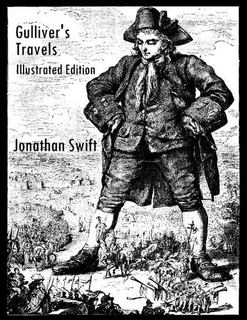 Gulliver's
Travels
Illustrated Edition
Jonathan Swift